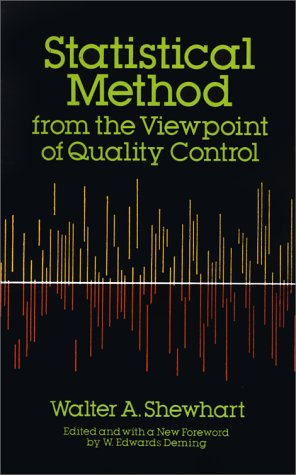 Statistical
Method
from the Viewpoint
of Quality Control
Walter A. Shewhart
Edited and with a New Foreword
by W. Edwards Deming